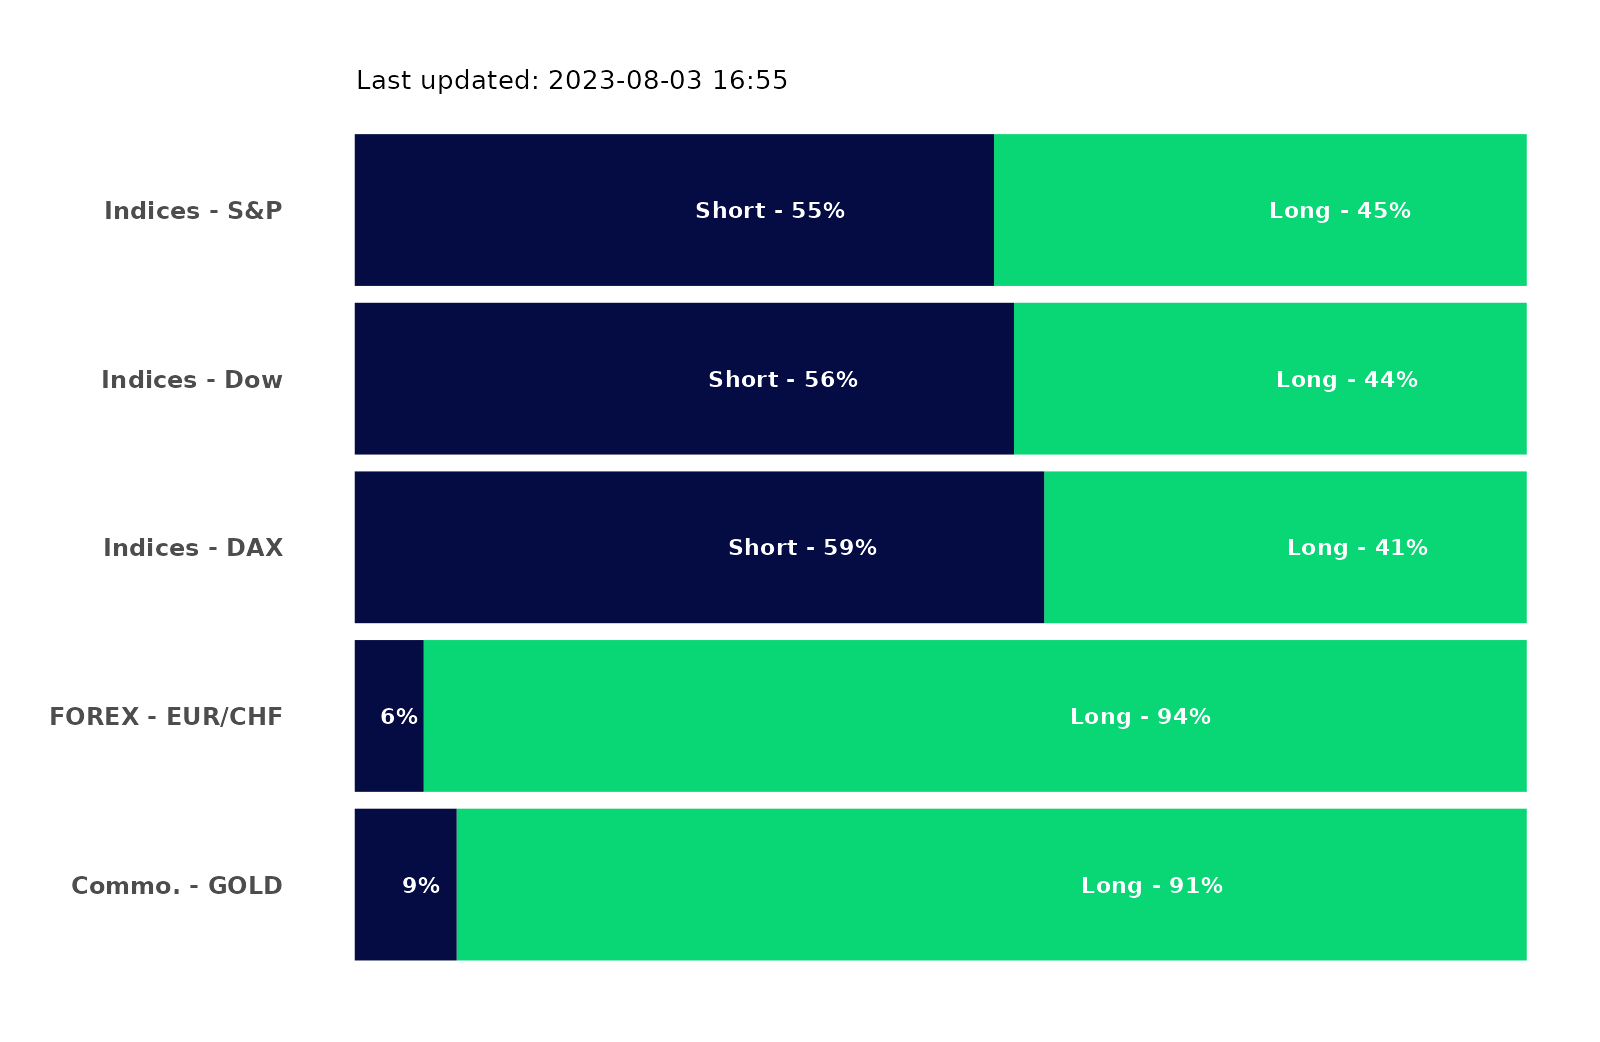 Last updated: 2023-08-03 16:55
Indices - S&P Short - 55% Long - 45%
Indices - Dow Short - 56% Long - 44%
Indices - DAX Short - 59% Long - 41%
FOREX - EUR/CHF 6% Long - 94%
Commo. - GOLD 9% Long - 91%